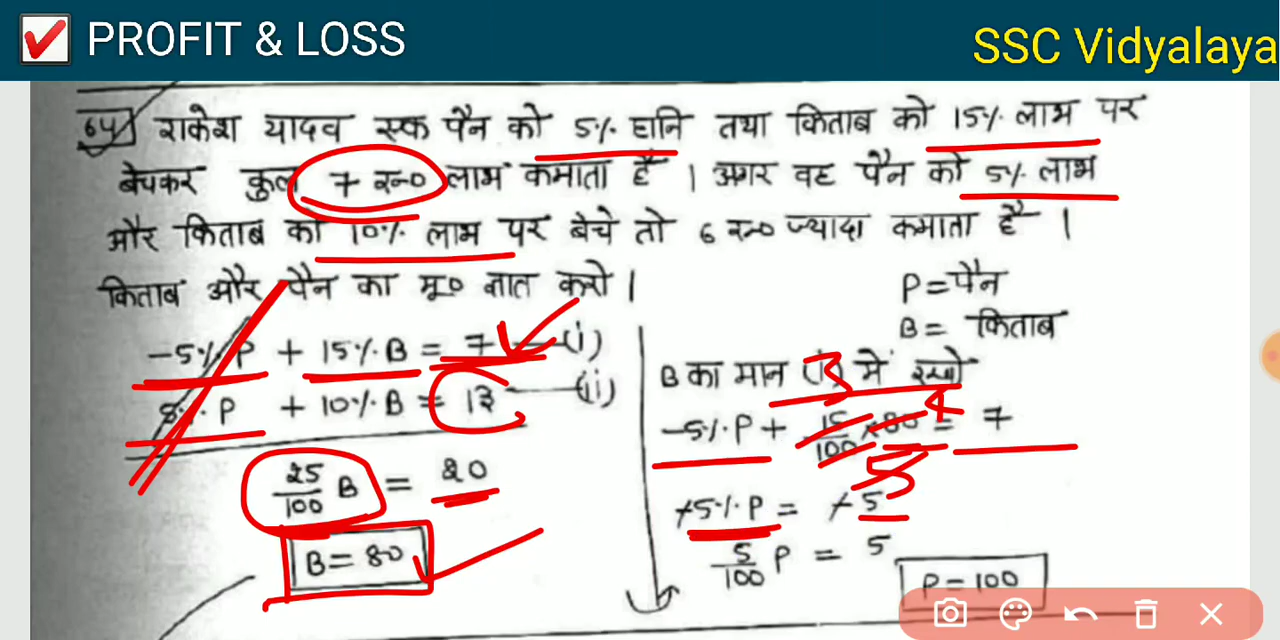 PROFIT & LOSS
SSC Vidyalaya
64 राकेश यादव एक पैन को 5% हानि तथा किताब को 15% लाभ पर
बेचकर कुल 7 रू० लाभ कमाता है । अगर वह पैन को 5% लाभ
और किताब को 10% लाभ पर बेचे तो 6 रू० ज्यादा कमाता है ।
किताब और पैन का मू० ज्ञात करो ।
P = पैन
B = किताब
-5% P + 15% B = 7 (i)
5% P + 10% B = 13 (ii)
25/100 B = 20
B = 80
B का मान में रखो
-5% P + 15/100 × 80 = 7
+5% P = +5
5/100 P = 5
P = 100